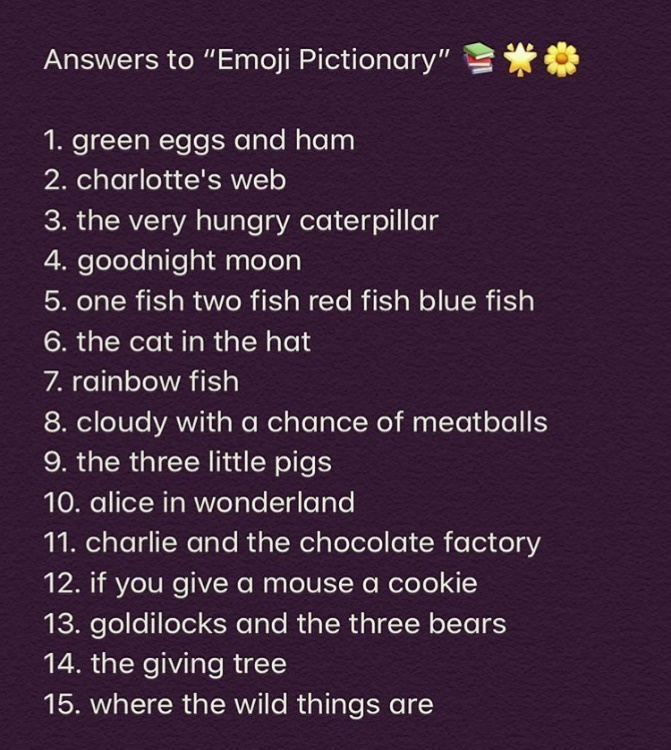 Answers to “Emoji Pictionary” 📚🌟🌼
1. green eggs and ham
2. charlotte's web
3. the very hungry caterpillar
4. goodnight moon
5. one fish two fish red fish blue fish
6. the cat in the hat
7. rainbow fish
8. cloudy with a chance of meatballs
9. the three little pigs
10. alice in wonderland
11. charlie and the chocolate factory
12. if you give a mouse a cookie
13. goldilocks and the three bears
14. the giving tree
15. where the wild things are